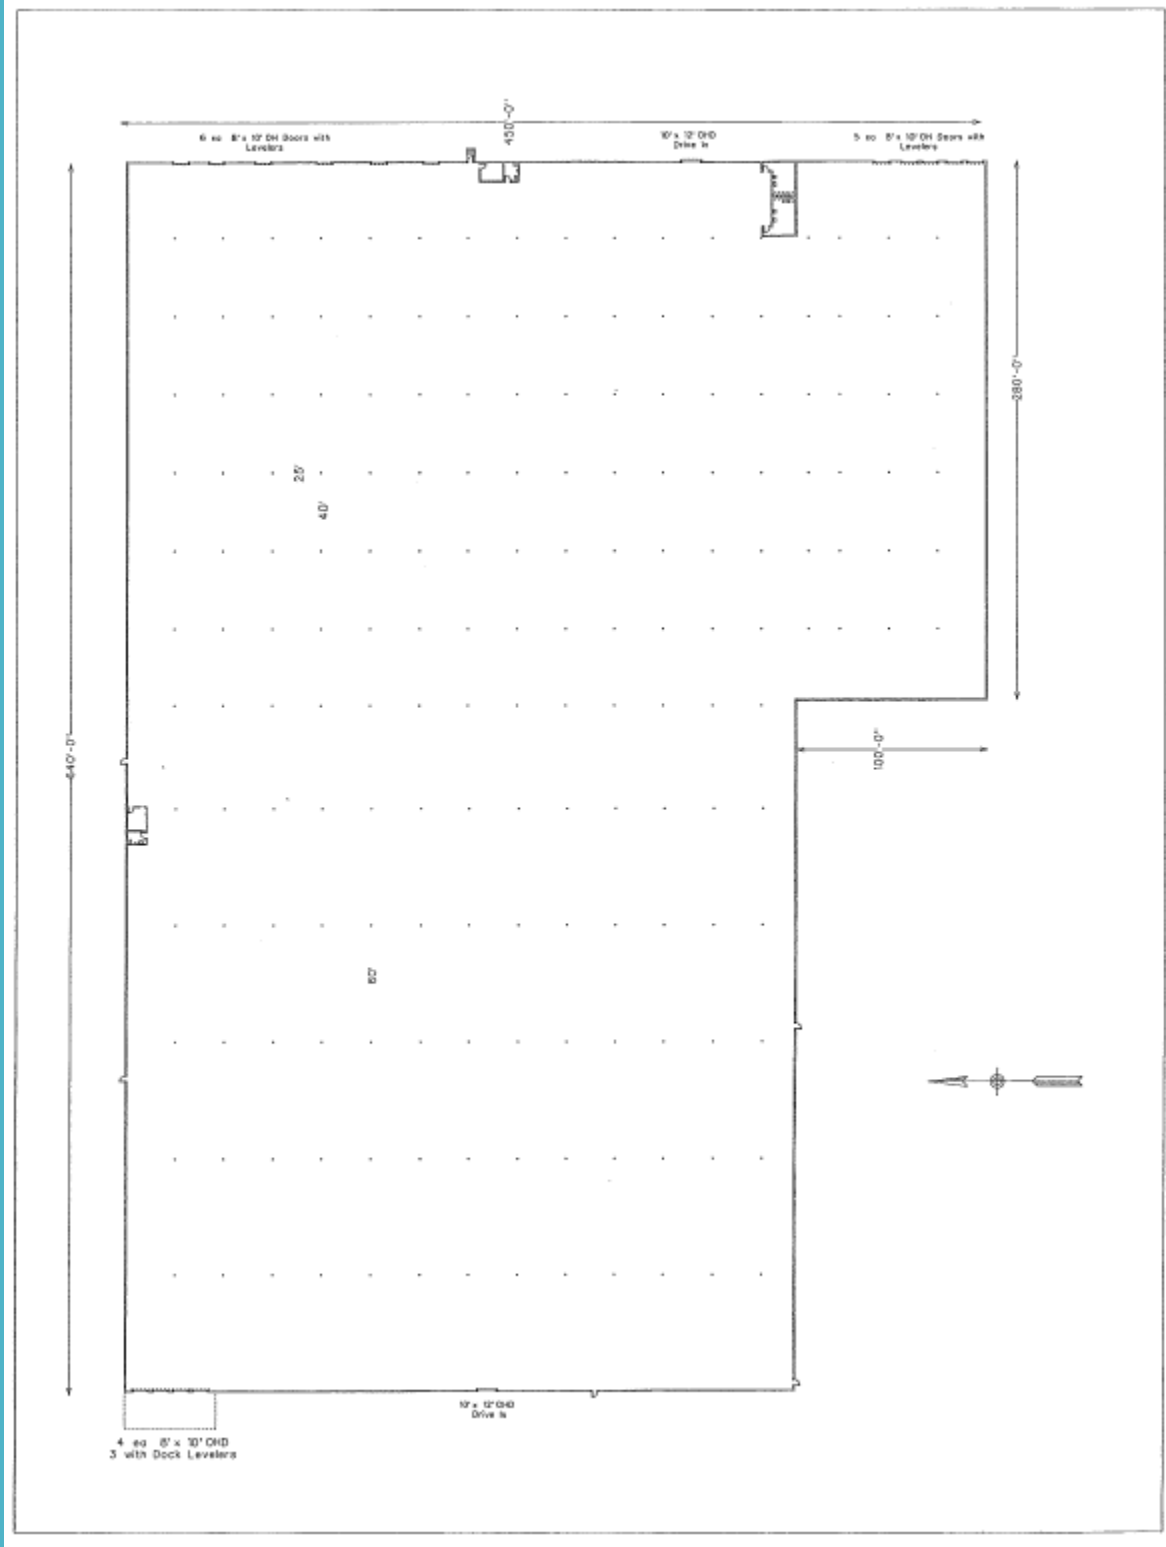 450'-0"
6 ea 8'x 10' OH Doors with
Levelers
10'x 12' OHD
Drive In
5 ea 8'x 10' OH Doors with
Levelers
280'-0"
25'
40'
640'-0"
100'-0"
60'
10'x 12' OHD
Drive In
4 ea 8'x 10' OHD
3 with Dock Levelers